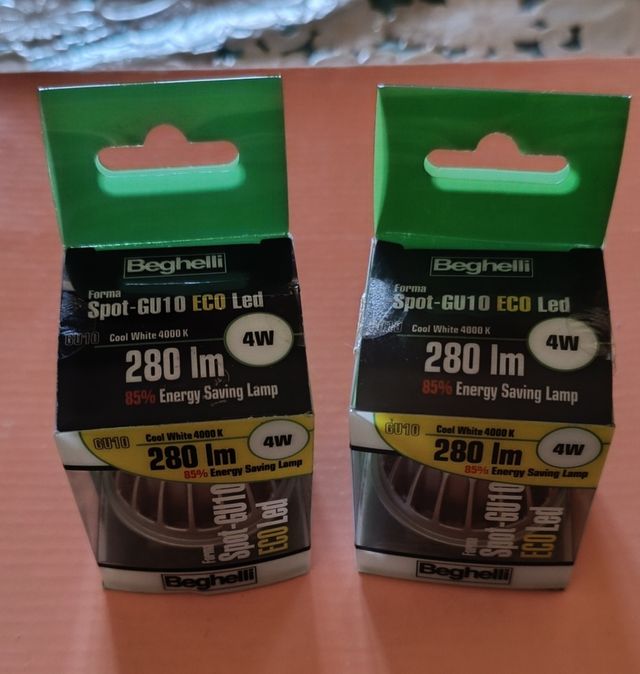 Beghelli
Forma
Spot-GU10 ECO Led
GU10
Cool White 4000 K
4W
280 lm
85% Energy Saving Lamp
GU10
Cool White 4000K
280 lm
4W
85% Energy Saving Lamp
Forma
Spot-GU10
ECO Led
Beghelli
Beghelli
Forma
Spot-GU10 ECO Led
GU10
Cool White 4000 K
4W
280 lm
85% Energy Saving Lamp
GU10
Cool White 4000K
280 lm
4W
85% Energy Saving Lamp
Forma
Spot-GU10
ECO Led
Beghelli